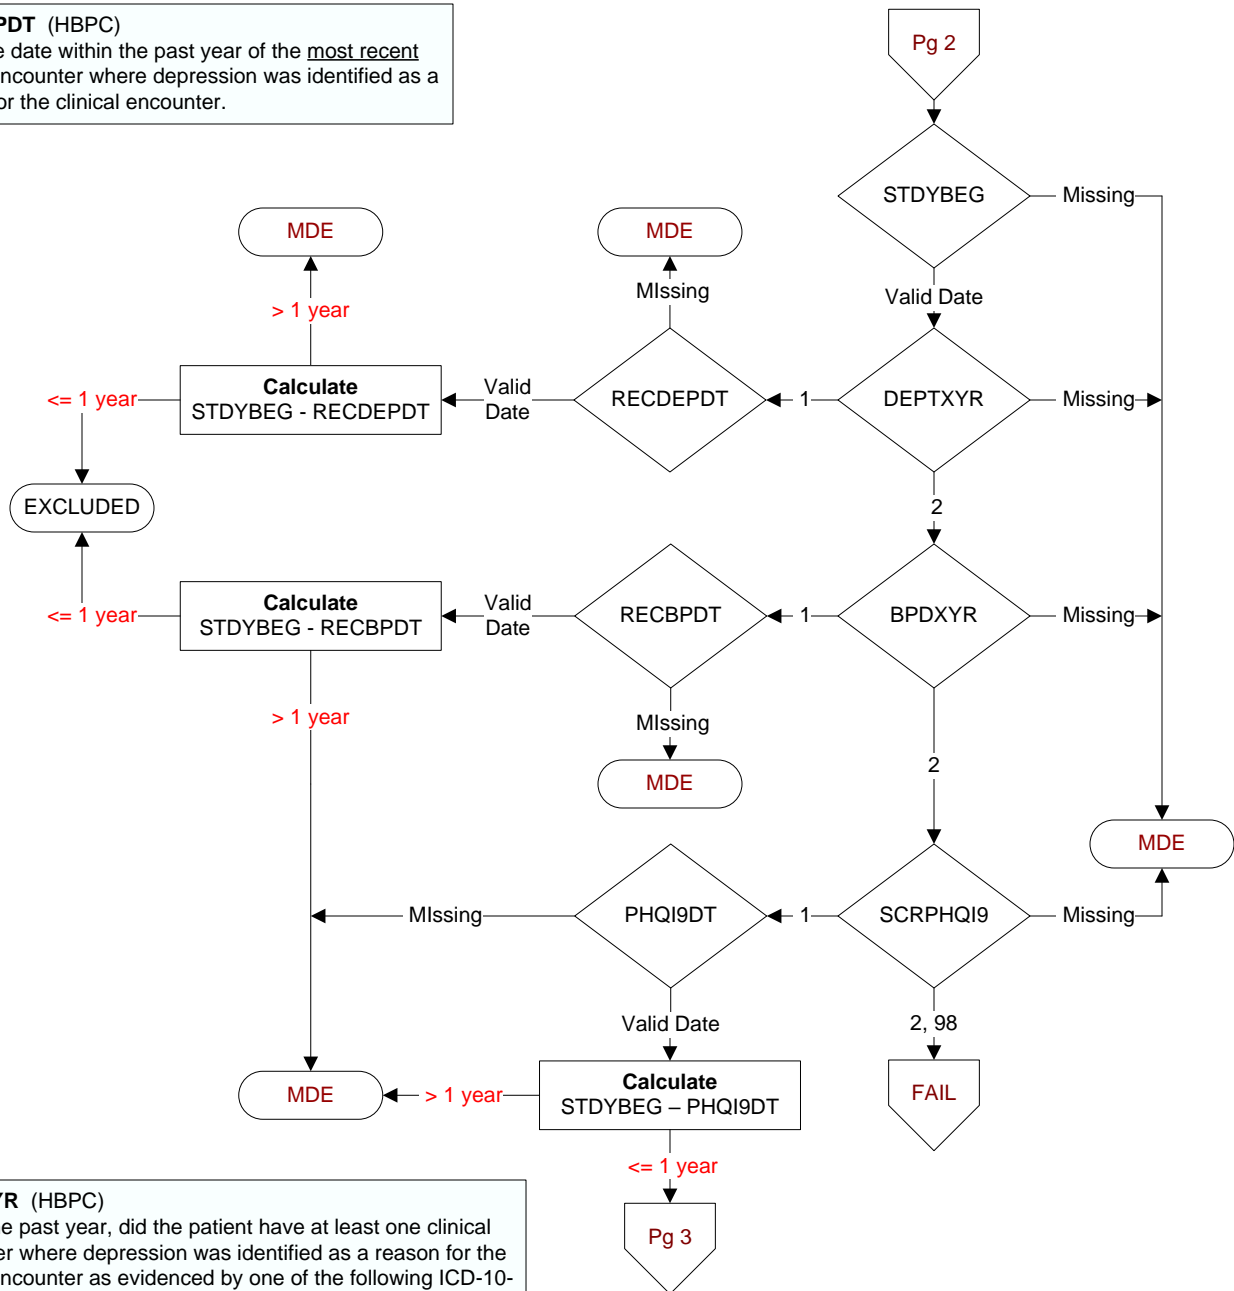 PDT (HBPC)
e date within the past year of the most recent
ncounter where depression was identified as a
or the clinical encounter.
Pg 2
STDYBEG
Missing
MDE
MDE
MIssing
Valid Date
> 1 year
<= 1 year
Calculate
STDYBEG - RECDEPDT
Valid
Date
RECDEPDT
1
DEPTXYR
Missing
EXCLUDED
2
<= 1 year
Calculate
STDYBEG - RECBPDT
Valid
Date
RECBPDT
1
BPDXYR
Missing
> 1 year
MIssing
MDE
2
MDE
MIssing
PHQI9DT
1
SCRPHQI9
Missing
Valid Date
2, 98
MDE
> 1 year
Calculate
STDYBEG – PHQI9DT
FAIL
<= 1 year
Pg 3
YR (HBPC)
he past year, did the patient have at least one clinical
er where depression was identified as a reason for the
ncounter as evidenced by one of the following ICD-10-